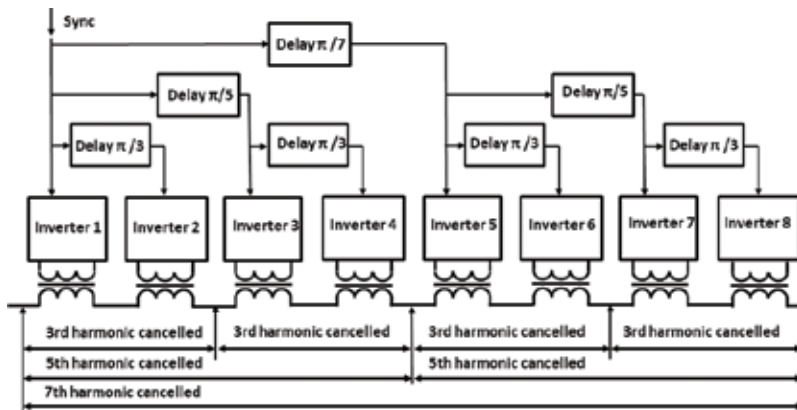 Sync
Delay π/7
Delay π/5
Delay π/5
Delay π/3
Delay π/3
Delay π/3
Delay π/3
Inverter 1
Inverter 2
Inverter 3
Inverter 4
Inverter 5
Inverter 6
Inverter 7
Inverter 8
3rd harmonic cancelled
3rd harmonic cancelled
3rd harmonic cancelled
3rd harmonic cancelled
5th harmonic cancelled
5th harmonic cancelled
7th harmonic cancelled